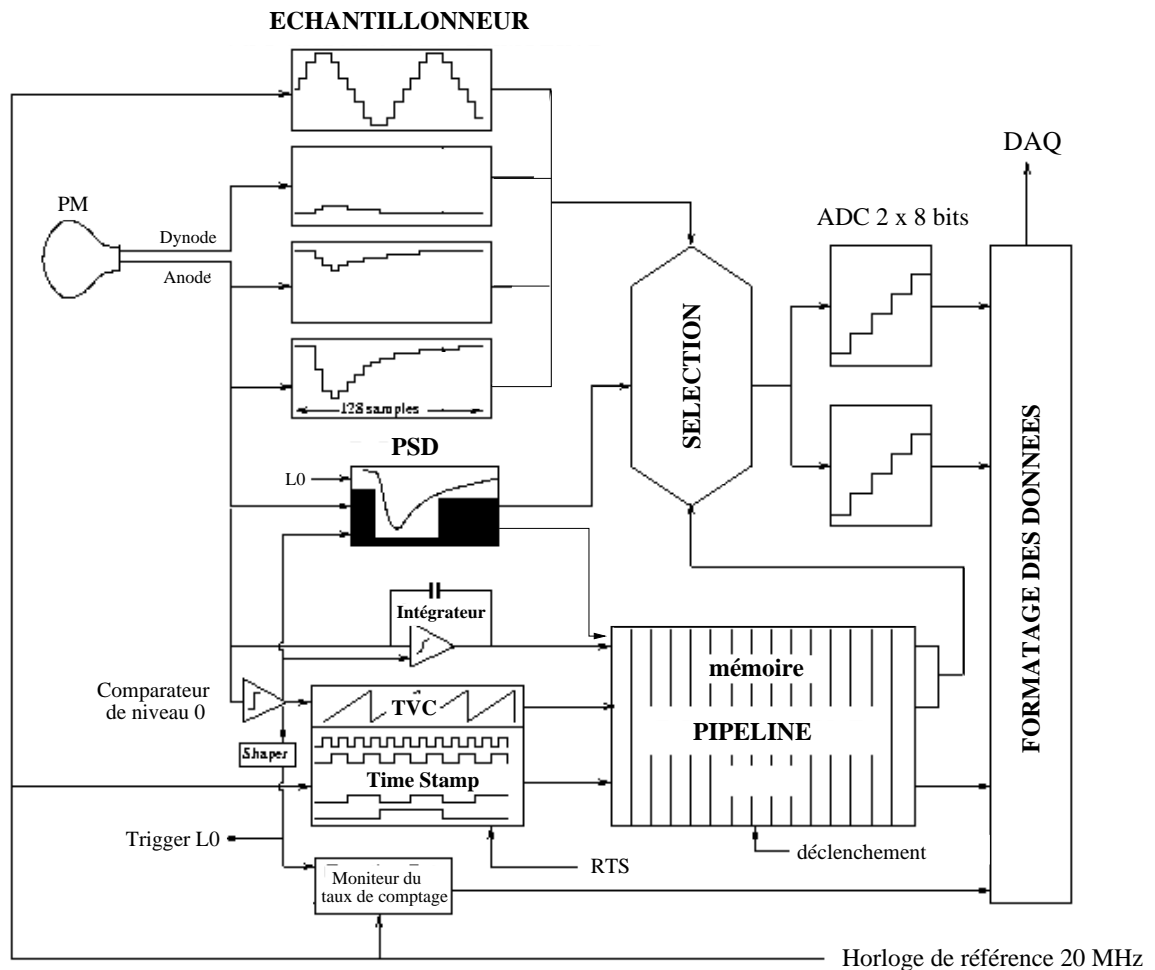 ECHANTILLONNEUR
DAQ
PM
ADC 2 x 8 bits
Dynode
Anode
SELECTION
128 samples
PSD
L0
FORMATAGE DES DONNEES
Intégrateur
mémoire
Comparateur
de niveau 0
TVC
PIPELINE
Shaper
Time Stamp
Trigger L0
déclenchement
RTS
Moniteur du
taux de comptage
Horloge de référence 20 MHz